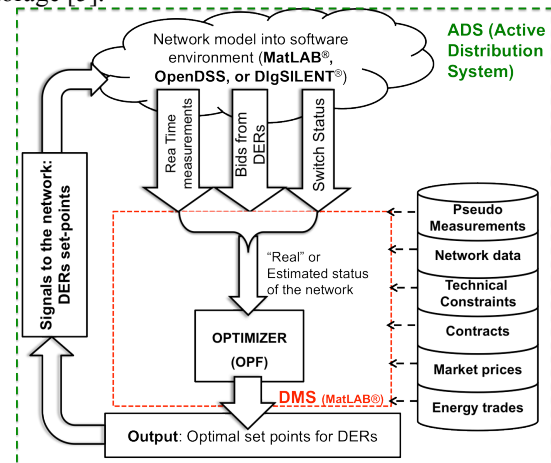 orage [5].
ADS (Active
Distribution
System)
Network model into software
environment (MatLAB®,
OpenDSS, or DIgSILENT®)
Rea Time
measurements
Bids from
DERs
Switch Status
Signals to the network:
DERs set-points
Pseudo
Measurements
Network data
Technical
Constraints
Contracts
Market prices
Energy trades
“Real” or
Estimated status
of the network
OPTIMIZER
(OPF)
DMS (MatLAB®)
Output: Optimal set points for DERs